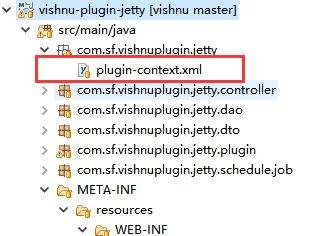 vishnu-plugin-jetty [vishnu master]
src/main/java
com.sf.vishnuplugin.jetty
plugin-context.xml
com.sf.vishnuplugin.jetty.controller
com.sf.vishnuplugin.jetty.dao
com.sf.vishnuplugin.jetty.dto
com.sf.vishnuplugin.jetty.plugin
com.sf.vishnuplugin.jetty.schedule.job
META-INF
resources
WEB-INF